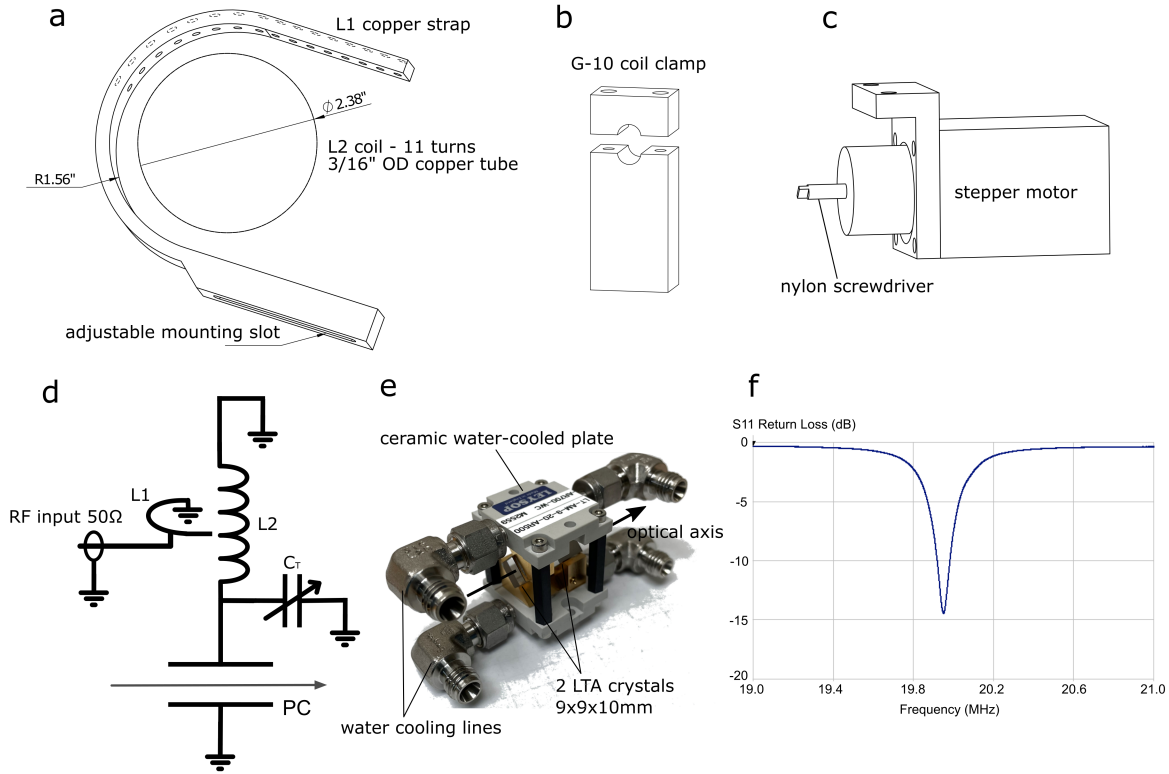 a
L1 copper strap
⌀ 2.38"
L2 coil - 11 turns
3/16" OD copper tube
R1.56"
adjustable mounting slot
b
G-10 coil clamp
c
stepper motor
nylon screwdriver
d
L1
RF input 50Ω
L2
CT
PC
e
ceramic water-cooled plate
LEYSOP
optical axis
2 LTA crystals
9x9x10mm
water cooling lines
f
S11 Return Loss (dB)
0
-5
-10
-15
-20
19.0
19.4
19.8
20.2
20.6
21.0
Frequency (MHz)